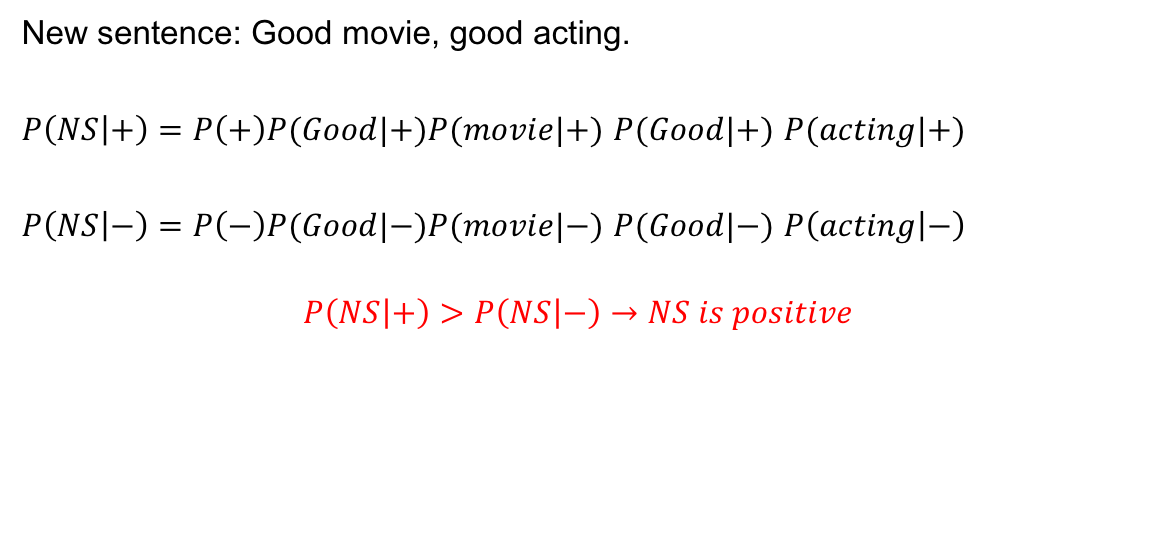 New sentence: Good movie, good acting.
P(NS|+) = P(+)P(Good|+)P(movie|+) P(Good|+) P(acting|+)
P(NS|−) = P(−)P(Good|−)P(movie|−) P(Good|−) P(acting|−)
P(NS|+) > P(NS|−) → NS is positive